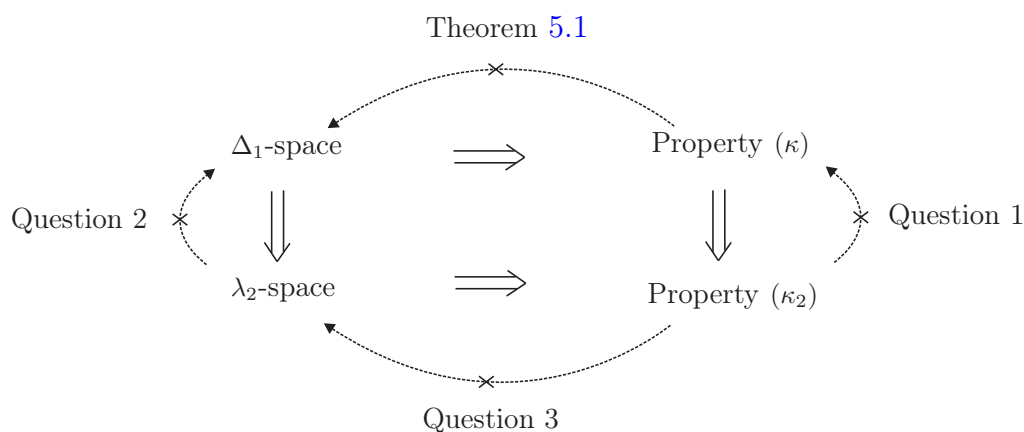 Theorem 5.1
Δ₁-space
Property (κ)
Question 2
Question 1
λ₂-space
Property (κ₂)
Question 3